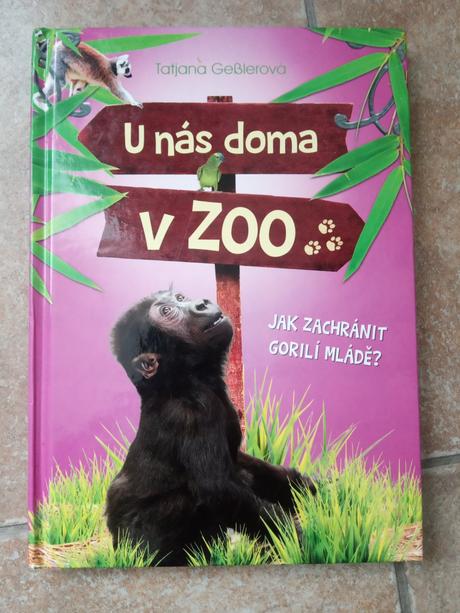 Tatjana Geßlerová
U nás doma
v ZOO
JAK ZACHRÁNIT
GORILÍ MLÁDĚ?